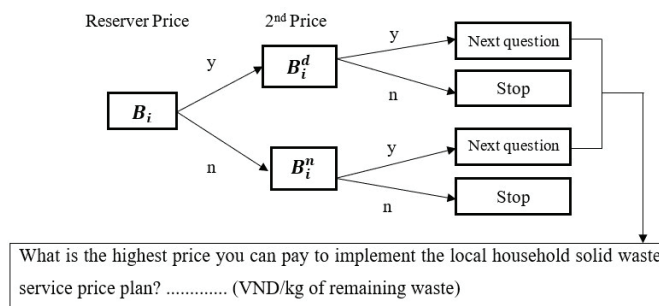 Reserver Price 2nd Price
y
Next question
y
B_i^d
n
Stop
B_i
y
Next question
n
B_i^n
n
Stop
What is the highest price you can pay to implement the local household solid waste
service price plan? ............. (VND/kg of remaining waste)